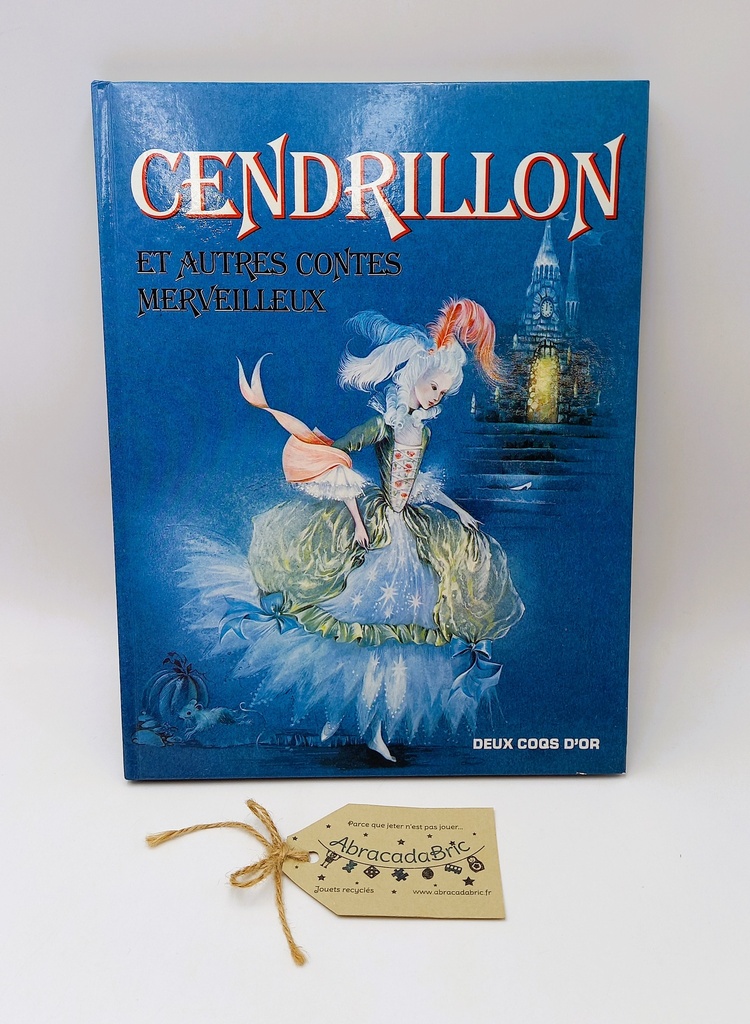 CENDRILLON
ET AUTRES CONTES
MERVEILLEUX
DEUX COQS D'OR
Parce que jeter n'est pas jouer...
AbracadaBric
Jouets recyclés
www.abracadabric.fr